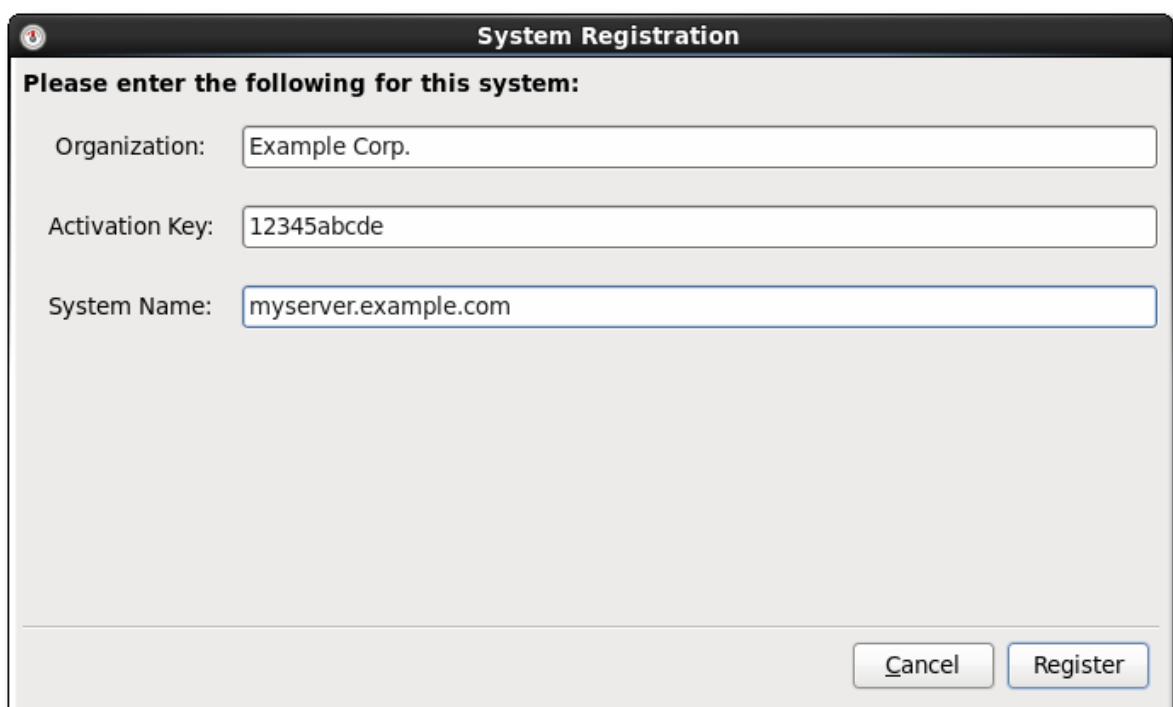 System Registration
Please enter the following for this system:
Organization: Example Corp.
Activation Key: 12345abcde
System Name: myserver.example.com
Cancel Register